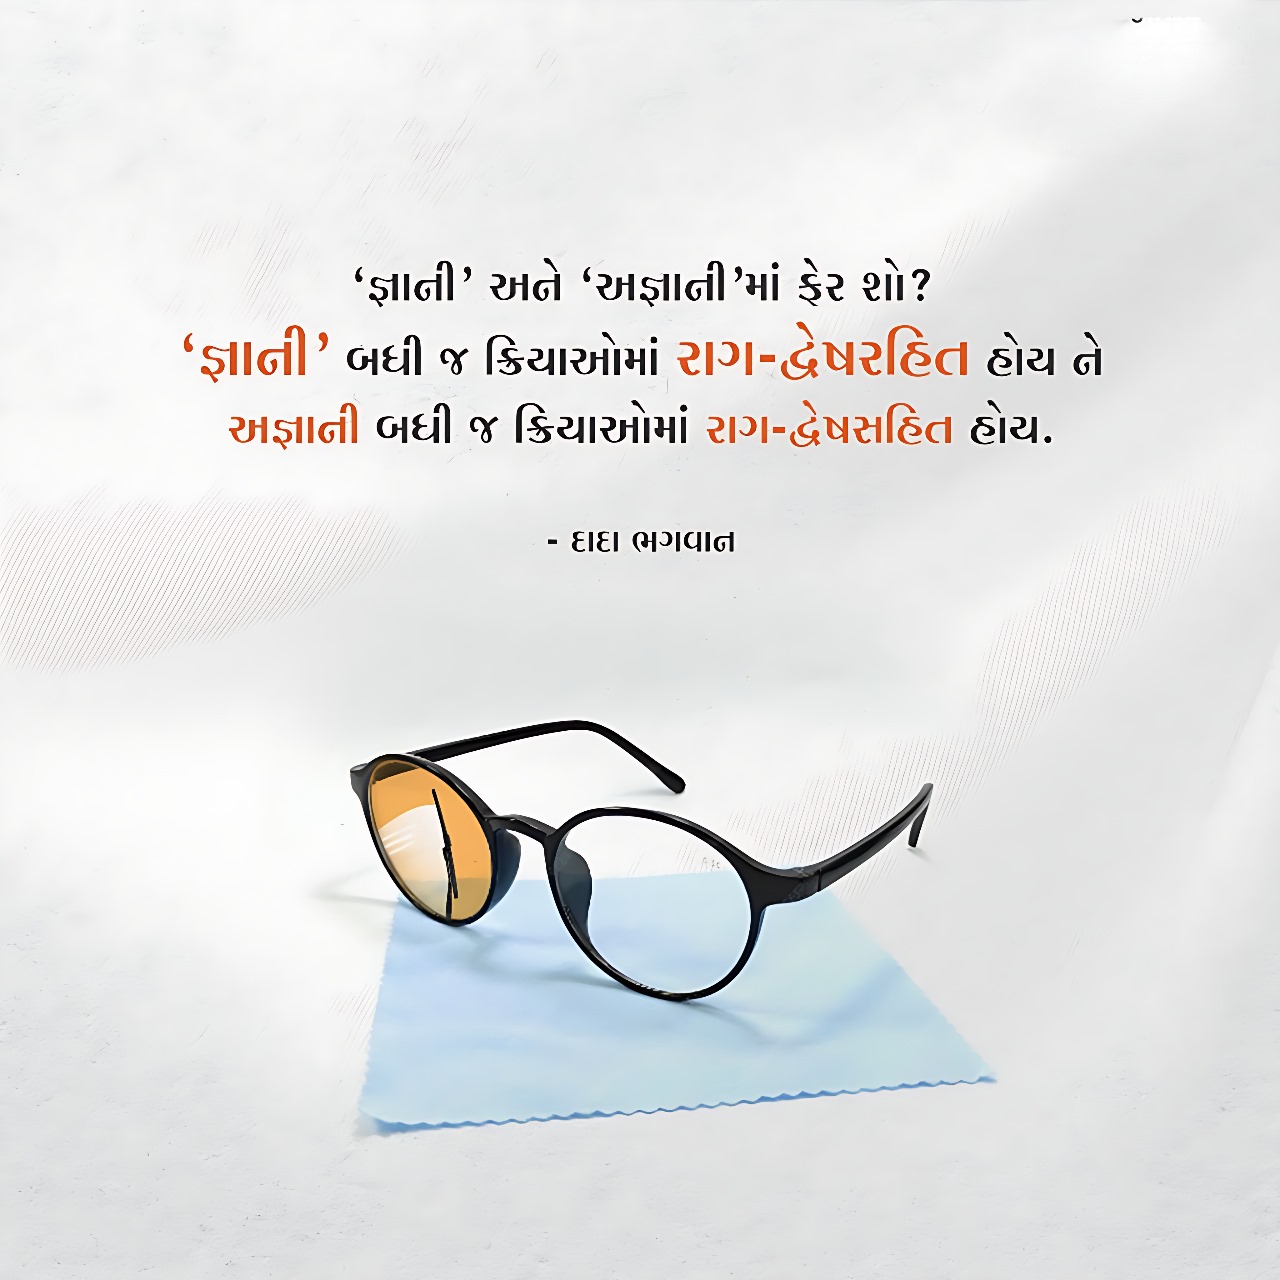 ‘જ્ઞાની’ અને ‘અજ્ઞાની’માં ફેર શો?
‘જ્ઞાની’ બધી જ ક્રિયાઓમાં રાગ-દ્વેષરહિત હોય ને
અજ્ઞાની બધી જ ક્રિયાઓમાં રાગ-દ્વેષસહિત હોય.
- દાદા ભગવાન